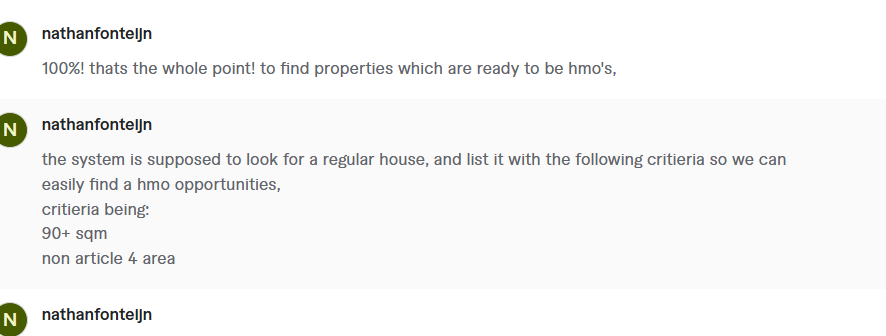 N
nathanfonteijn
100%! thats the whole point! to find properties which are ready to be hmo's,
N
nathanfonteijn
the system is supposed to look for a regular house, and list it with the following critieria so we can
easily find a hmo opportunities,
critieria being:
90+ sqm
non article 4 area
N
nathanfonteijn